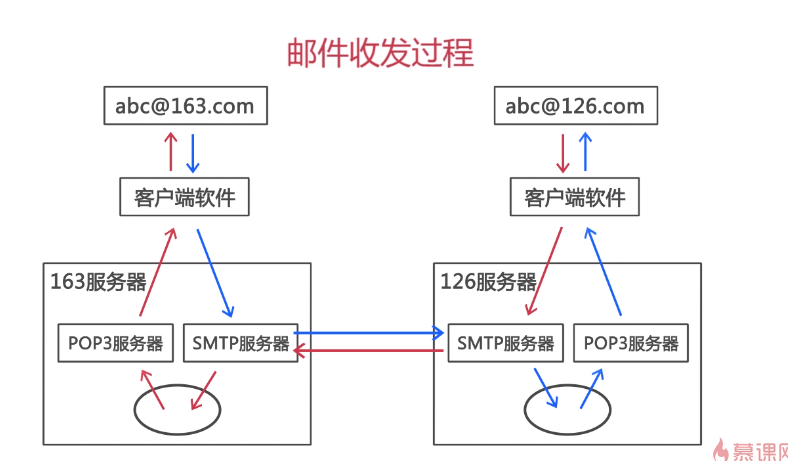 邮件收发过程
abc@163.com
abc@126.com
客户端软件
客户端软件
163服务器
126服务器
POP3服务器
SMTP服务器
SMTP服务器
POP3服务器
慕课网